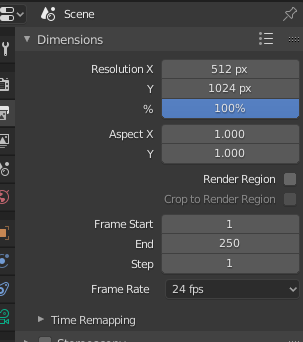 Scene
Dimensions
Resolution X 512 px
Y 1024 px
% 100%
Aspect X 1.000
Y 1.000
Render Region
Crop to Render Region
Frame Start 1
End 250
Step 1
Frame Rate 24 fps
Time Remapping
Stereoscopy